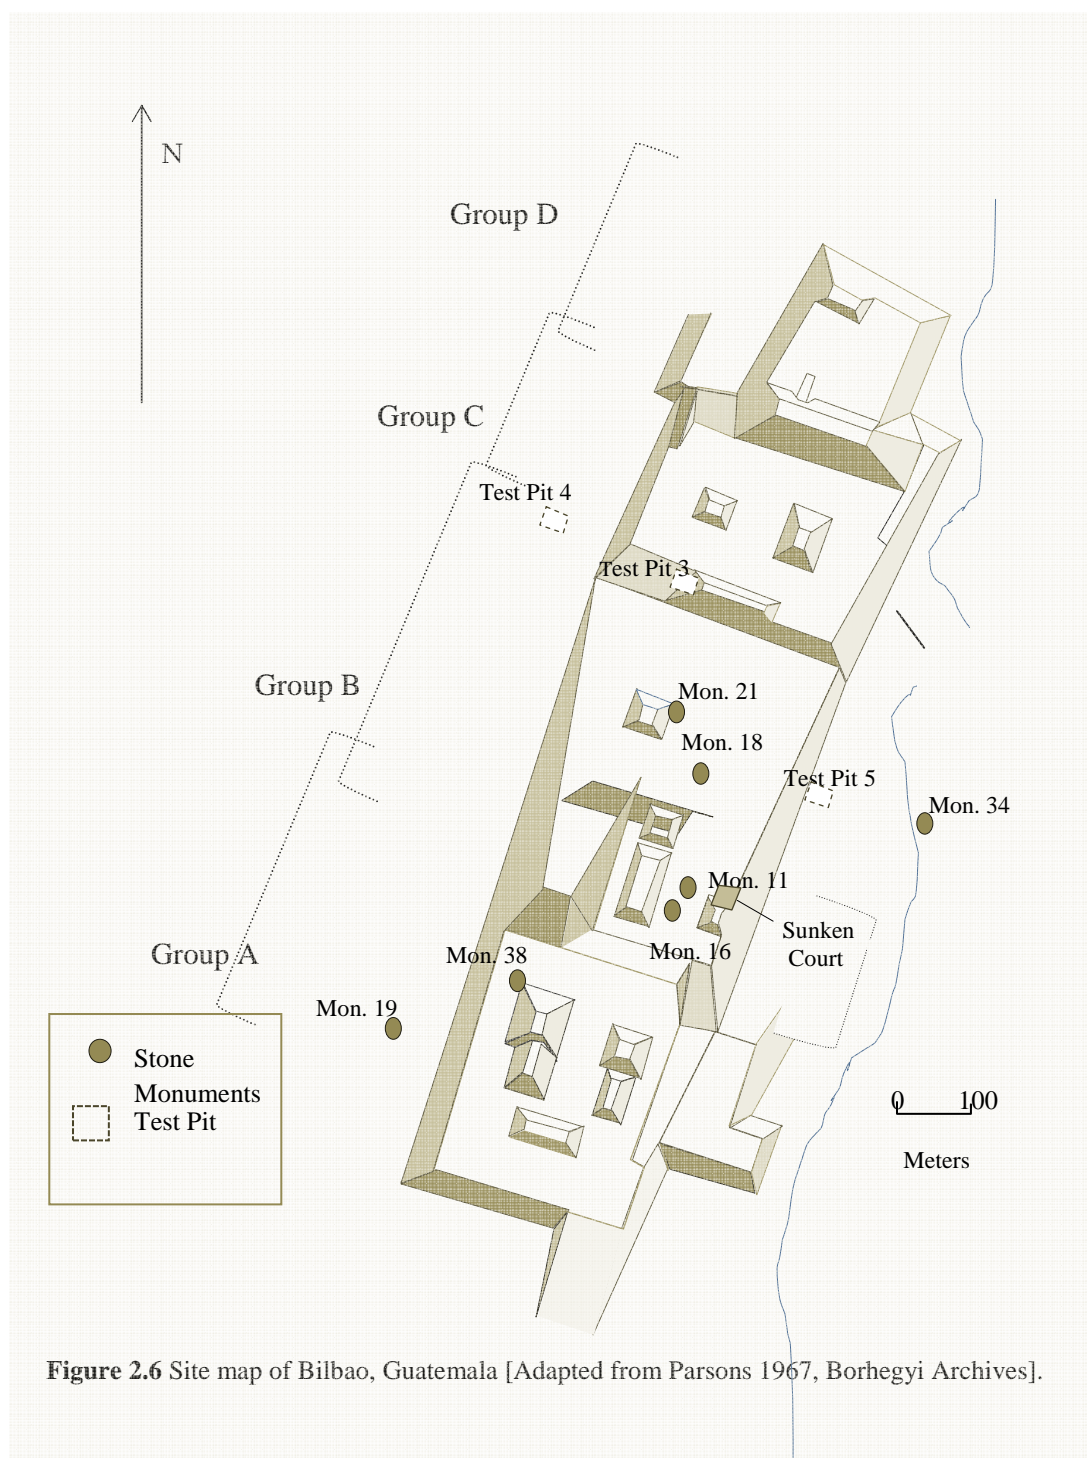 N
Group D
Group C
Test Pit 4
Test Pit 3
Group B
Mon. 21
Mon. 18
Test Pit 5
Mon. 34
Mon. 11
Sunken
Court
Group A
Mon. 38
Mon. 16
Mon. 19
Stone
Monuments
Test Pit
0 100
Meters
Figure 2.6 Site map of Bilbao, Guatemala [Adapted from Parsons 1967, Borhegyi Archives].